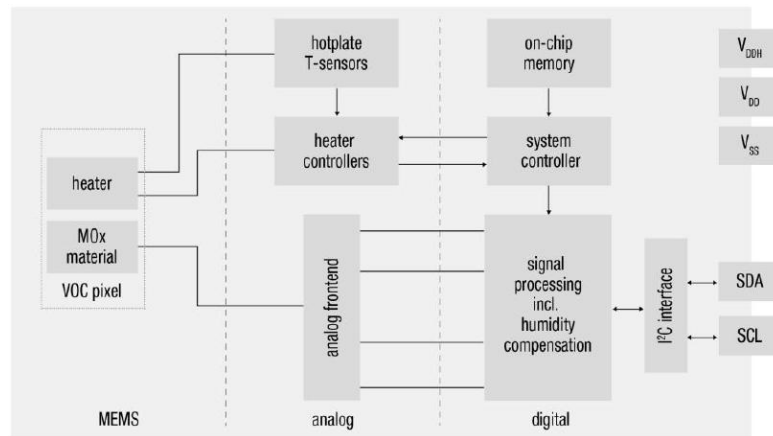 hotplate
T-sensors
on-chip
memory
V_DDH
V_DD
V_SS
heater
controllers
system
controller
heater
MOx
material
VOC pixel
analog frontend
signal
processing
incl.
humidity
compensation
I²C interface
SDA
SCL
MEMS
analog
digital